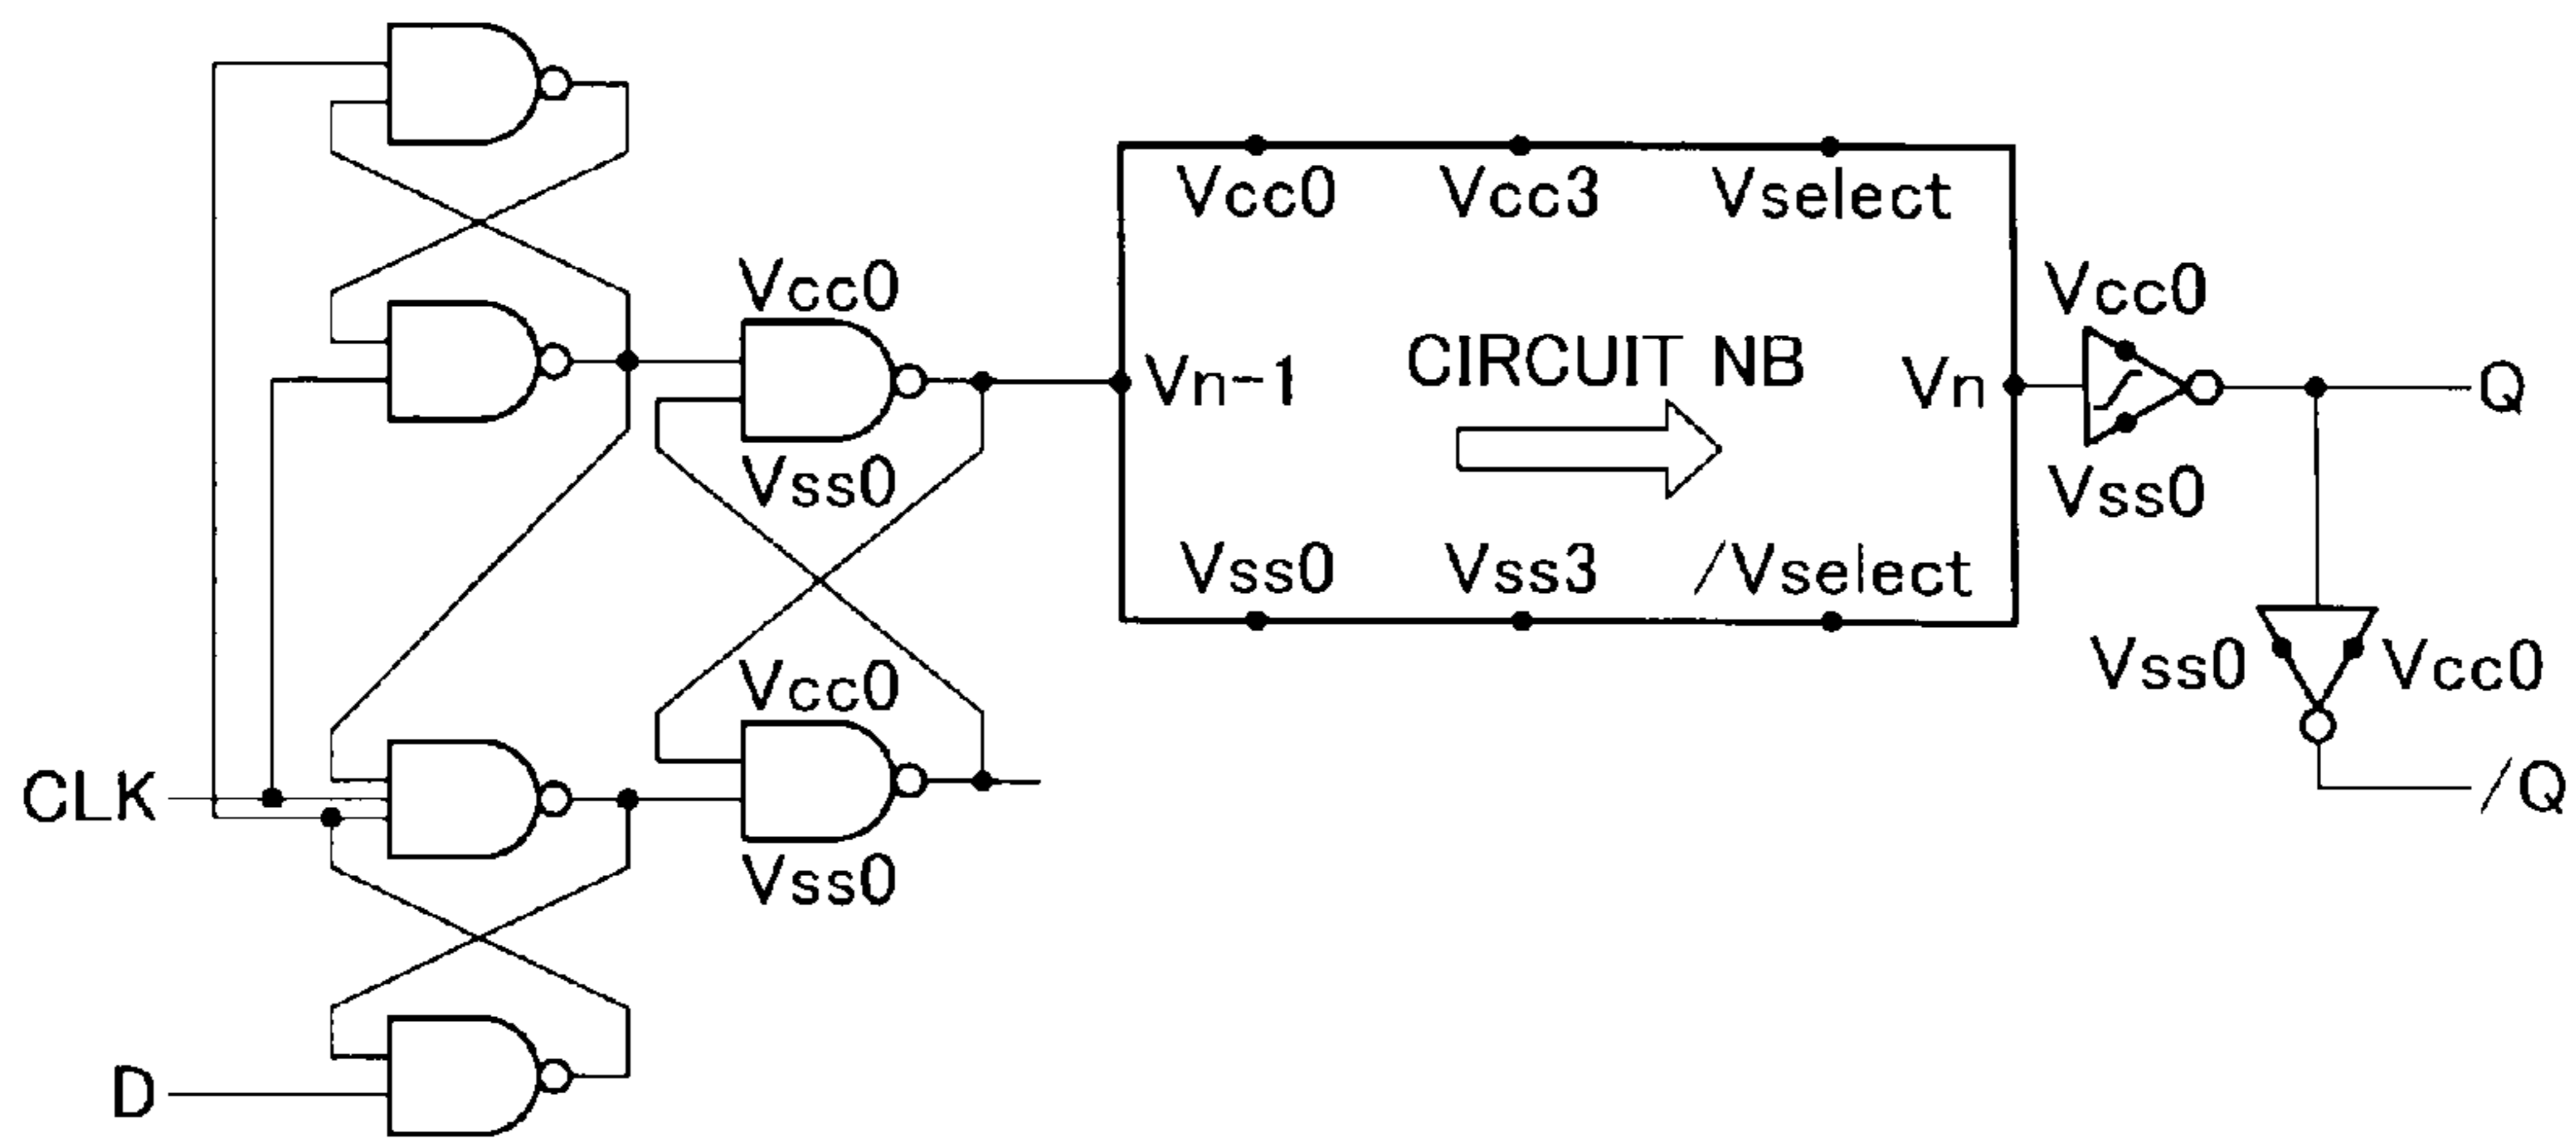 Vcc0 Vcc3 Vselect
Vcc0
Vcc0
Vn-1 CIRCUIT NB Vn
Q
Vss0
Vss0
Vss0 Vss3 /Vselect
Vcc0
Vss0 Vcc0
CLK
/Q
Vss0
D